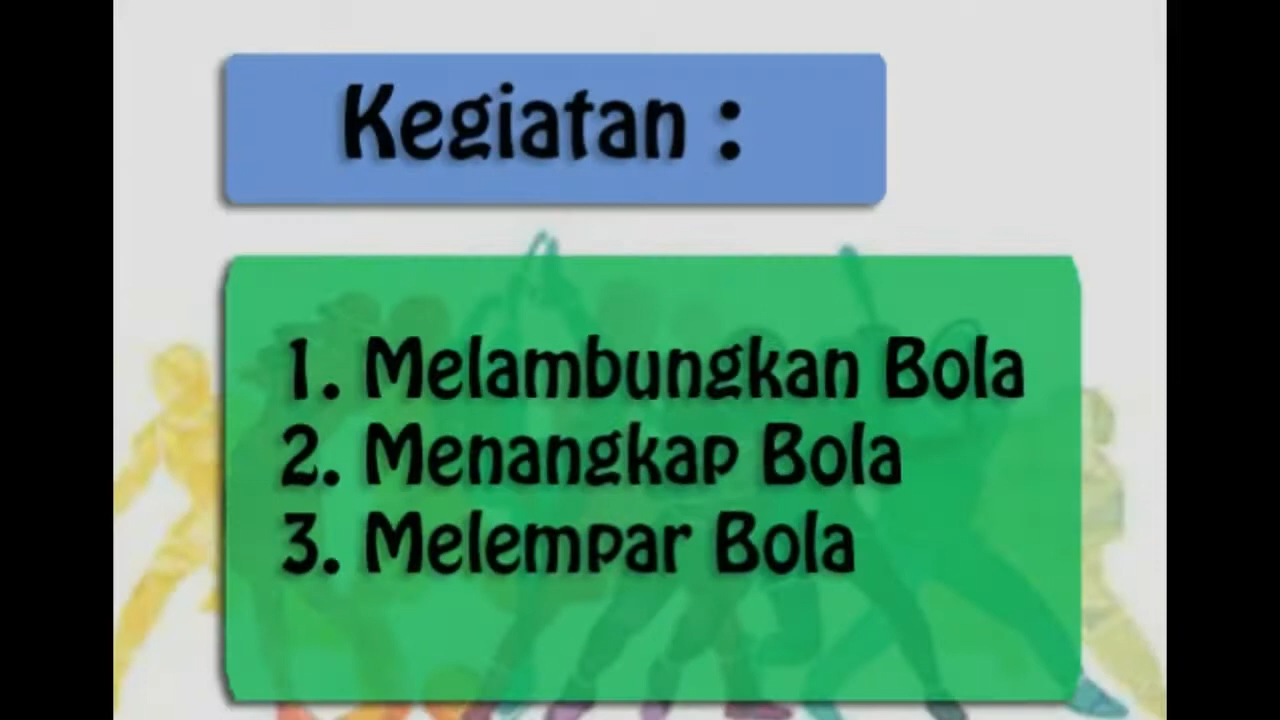 Kegiatan :
1. Melambungkan Bola
2. Menangkap Bola
3. Melempar Bola